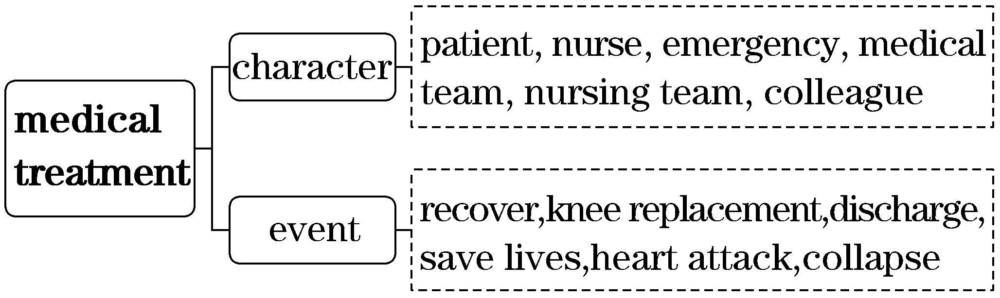 medical
treatment
character
patient, nurse, emergency, medical
team, nursing team, colleague
event
recover,knee replacement,discharge,
save lives,heart attack,collapse